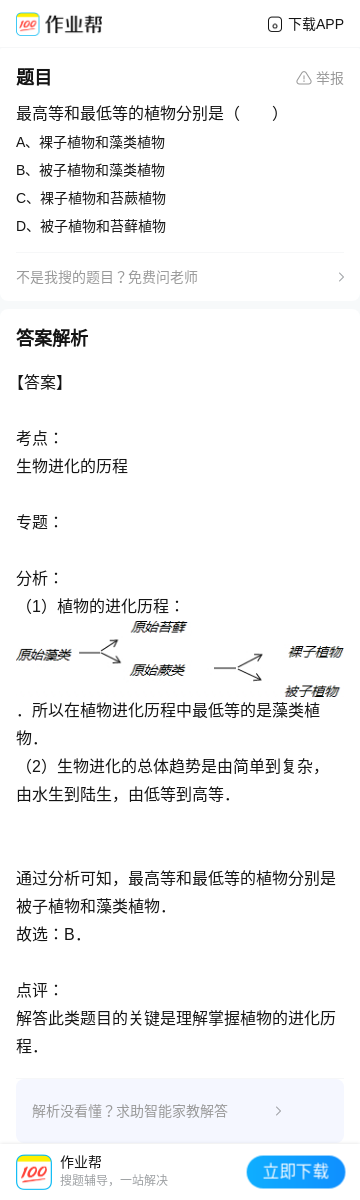 作业帮
下载APP
题目
举报
最高等和最低等的植物分别是（　　）
A、裸子植物和藻类植物
B、被子植物和藻类植物
C、裸子植物和苔蕨植物
D、被子植物和苔藓植物
不是我搜的题目？免费问老师
答案解析
【答案】
考点：
生物进化的历程
专题：
分析：
（1）植物的进化历程：
原始苔藓
原始藻类
原始蕨类
裸子植物
被子植物
．所以在植物进化历程中最低等的是藻类植
物．
（2）生物进化的总体趋势是由简单到复杂，
由水生到陆生，由低等到高等．
通过分析可知，最高等和最低等的植物分别是
被子植物和藻类植物．
故选：B．
点评：
解答此类题目的关键是理解掌握植物的进化历
程．
解析没看懂？求助智能家教解答
作业帮
搜题辅导，一站解决
立即下载